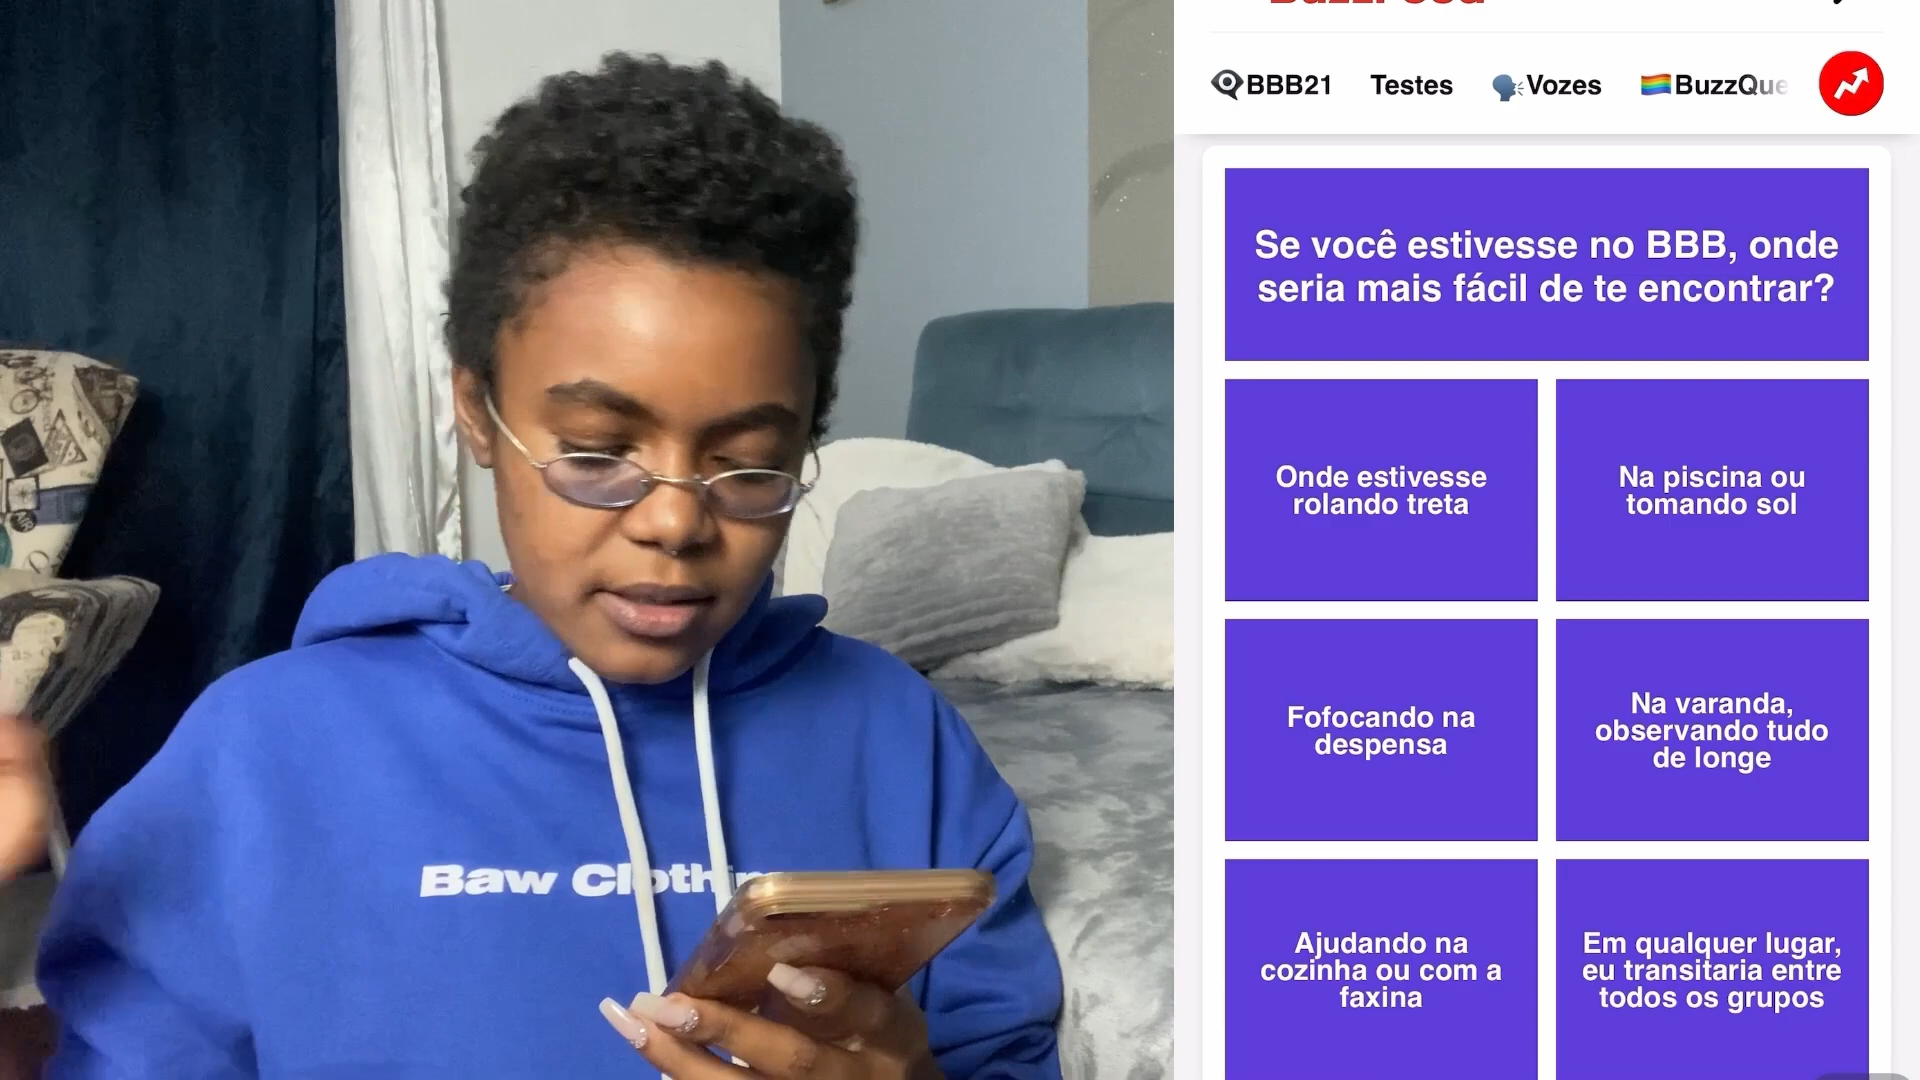 BBB21 Testes Vozes BuzzQue
Se você estivesse no BBB, onde
seria mais fácil de te encontrar?
Onde estivesse
rolando treta
Na piscina ou
tomando sol
Fofocando na
despensa
Na varanda,
observando tudo
de longe
Ajudando na
cozinha ou com a
faxina
Em qualquer lugar,
eu transitaria entre
todos os grupos
Baw Clothin